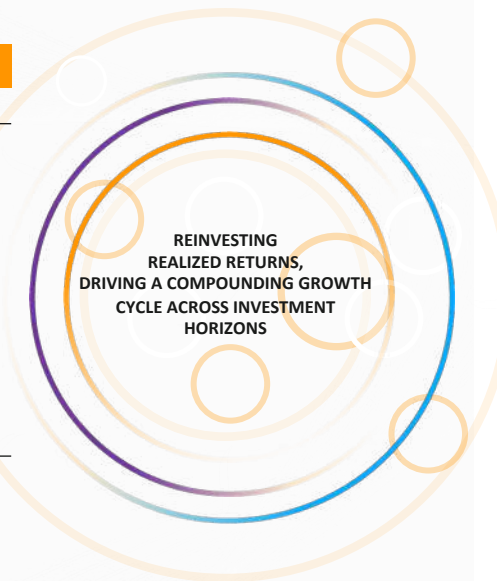 REINVESTING
REALIZED RETURNS,
DRIVING A COMPOUNDING GROWTH
CYCLE ACROSS INVESTMENT
HORIZONS